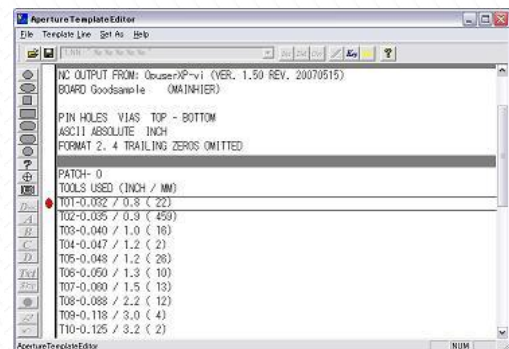 ApertureTemplateEditor
File Template Line Set As Help
Key ?
NC OUTPUT FROM: OpuserXP-vi (VER. 1.50 REV. 20070515)
BOARD Goodsample (MAINHIER)
PIN HOLES VIAS TOP - BOTTOM
ASCII ABSOLUTE INCH
FORMAT 2. 4 TRAILING ZEROS OMITTED
PATCH- 0
TOOLS USED (INCH / MM)
T01-0.032 / 0.8 ( 22)
T02-0.035 / 0.9 ( 459)
T03-0.040 / 1.0 ( 16)
T04-0.047 / 1.2 ( 2)
T05-0.048 / 1.2 ( 26)
T06-0.050 / 1.3 ( 10)
T07-0.060 / 1.5 ( 13)
T08-0.088 / 2.2 ( 12)
T09-0.118 / 3.0 ( 4)
T10-0.125 / 3.2 ( 2)
?
A
B
C
D
Txt
ApertureTemplateEditor NUM